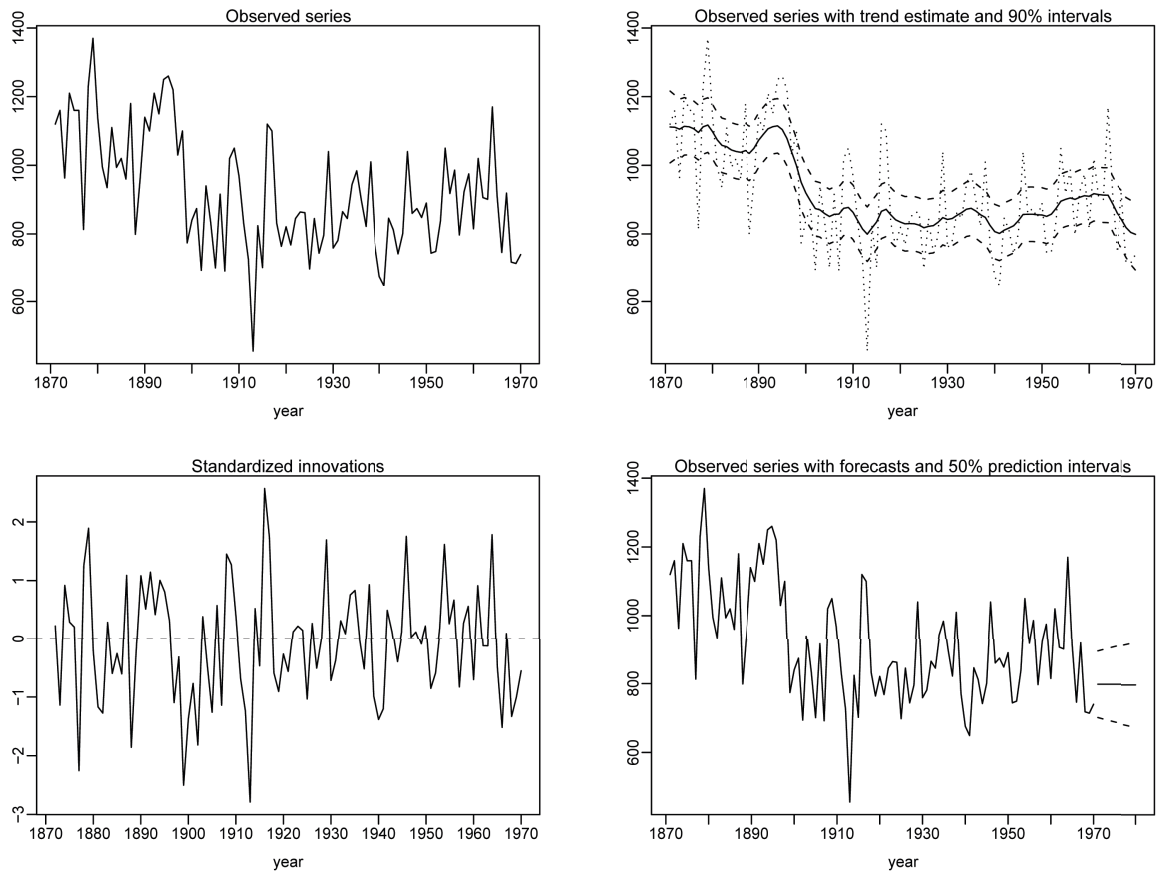 Observed series
1400
1200
1000
800
600
1870 1890 1910 1930 1950 1970
year
Observed series with trend estimate and 90% intervals
1400
1200
1000
800
600
1870 1890 1910 1930 1950 1970
year
Standardized innovations
2
1
0
−1
−2
−3
1870 1880 1890 1900 1910 1920 1930 1940 1950 1960 1970
year
Observed series with forecasts and 50% prediction intervals
1400
1200
1000
800
600
1870 1890 1910 1930 1950 1970
year